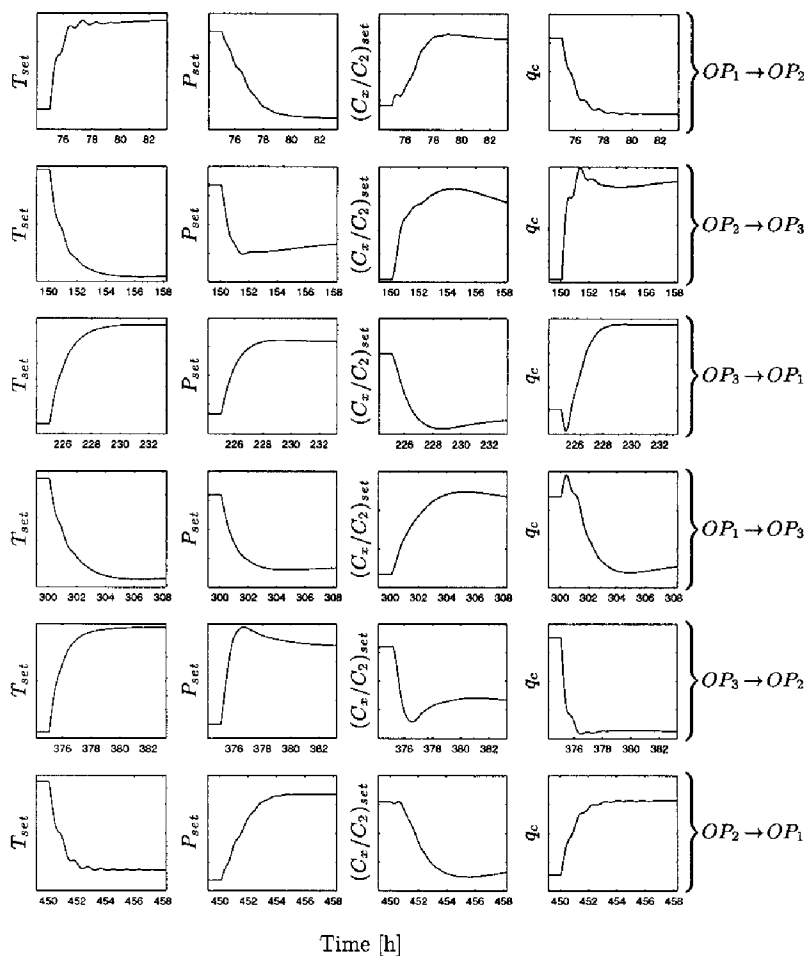 T_set P_set (C_x/C_2)_set q_c OP_1 → OP_2
76 78 80 82 76 78 80 82 76 78 80 82 76 78 80 82
T_set P_set (C_x/C_2)_set q_c OP_2 → OP_3
150 152 154 156 158 150 152 154 156 158 150 152 154 156 158 150 152 154 156 158
T_set P_set (C_x/C_2)_set q_c OP_3 → OP_1
226 228 230 232 226 228 230 232 226 228 230 232 226 228 230 232
T_set P_set (C_x/C_2)_set q_c OP_1 → OP_3
300 302 304 306 308 300 302 304 306 308 300 302 304 306 308 300 302 304 306 308
T_set P_set (C_x/C_2)_set q_c OP_3 → OP_2
376 378 380 382 376 378 380 382 376 378 380 382 376 378 380 382
T_set P_set (C_x/C_2)_set q_c OP_2 → OP_1
450 452 454 456 458 450 452 454 456 458 450 452 454 456 458 450 452 454 456 458
Time [h]